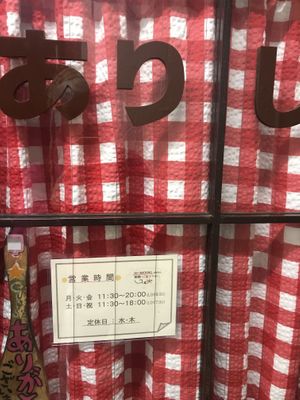 ありし
営業時間
月・火・金 11:30〜20:00
土・日・祝 11:30〜18:00
定休日：水・木
ありが